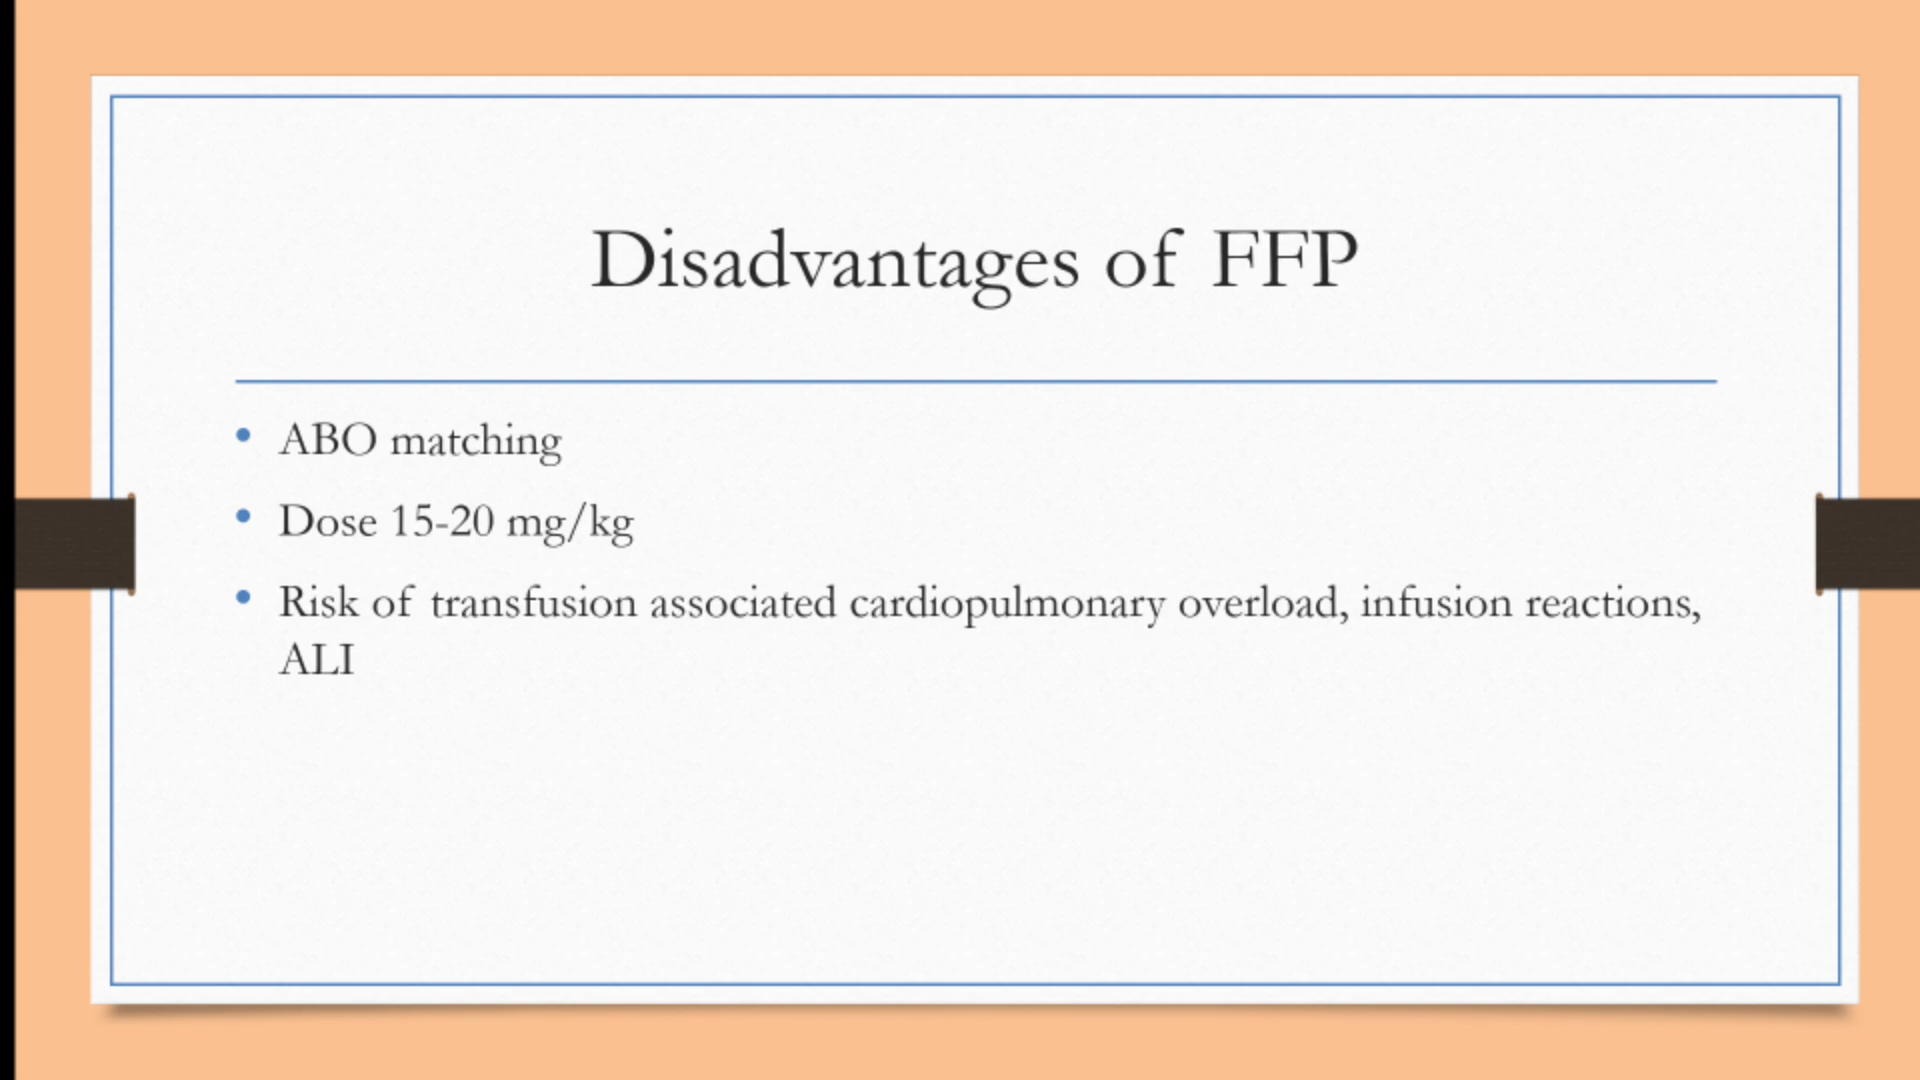 Disadvantages of FFP
• ABO matching
• Dose 15-20 mg/kg
• Risk of transfusion associated cardiopulmonary overload, infusion reactions,
ALI